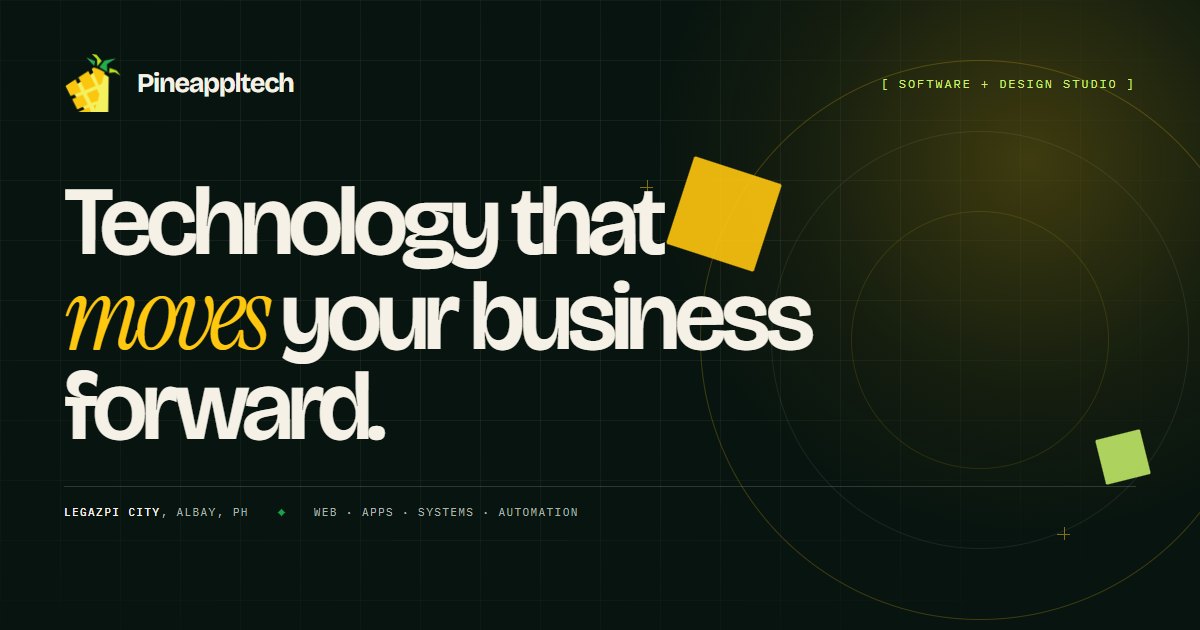 Pineappltech
[ SOFTWARE + DESIGN STUDIO ]
Technology that
moves your business
forward.
LEGAZPI CITY, ALBAY, PH ◆ WEB · APPS · SYSTEMS · AUTOMATION